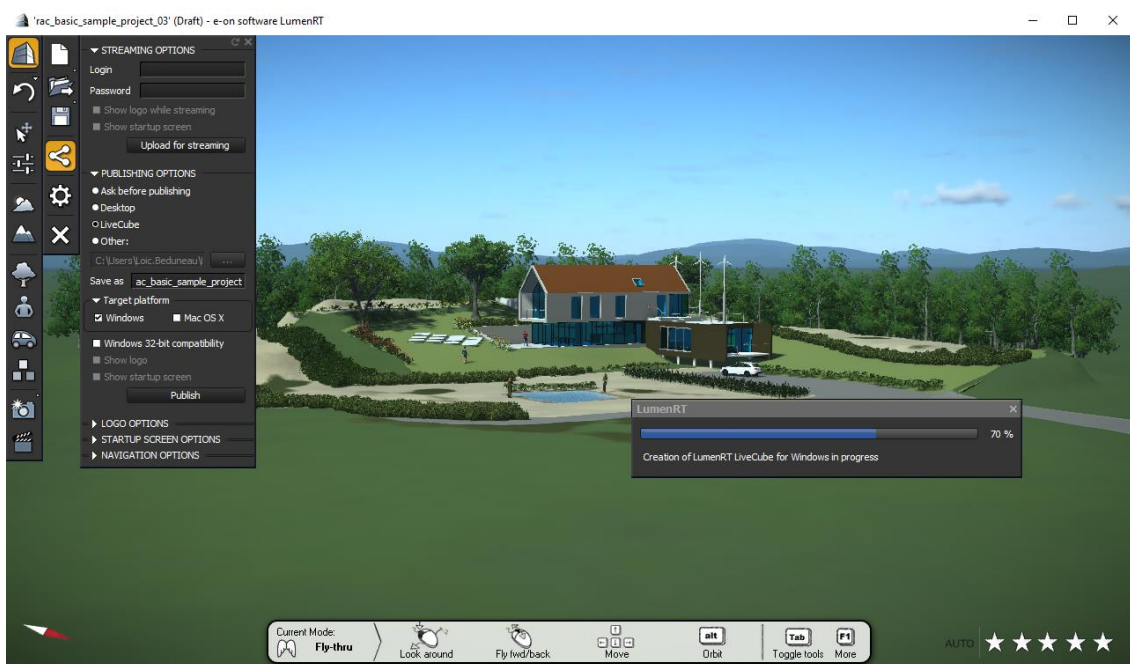 'rac_basic_sample_project_03' (Draft) - e-on software LumenRT
STREAMING OPTIONS
Login
Password
Show logo while streaming
Show startup screen
Upload for streaming
PUBLISHING OPTIONS
Ask before publishing
Desktop
LiveCube
Other:
C:\Users\Loic.Beduneau\ ...
Save as ac_basic_sample_project
Target platform
Windows Mac OS X
Windows 32-bit compatibility
Show logo
Show startup screen
Publish
LOGO OPTIONS
STARTUP SCREEN OPTIONS
NAVIGATION OPTIONS
LumenRT
70 %
Creation of LumenRT LiveCube for Windows in progress
Current Mode:
Fly-thru
Look around
Fly fwd/back
Move
alt
Orbit
Tab
Toggle tools
F1
More
AUTO